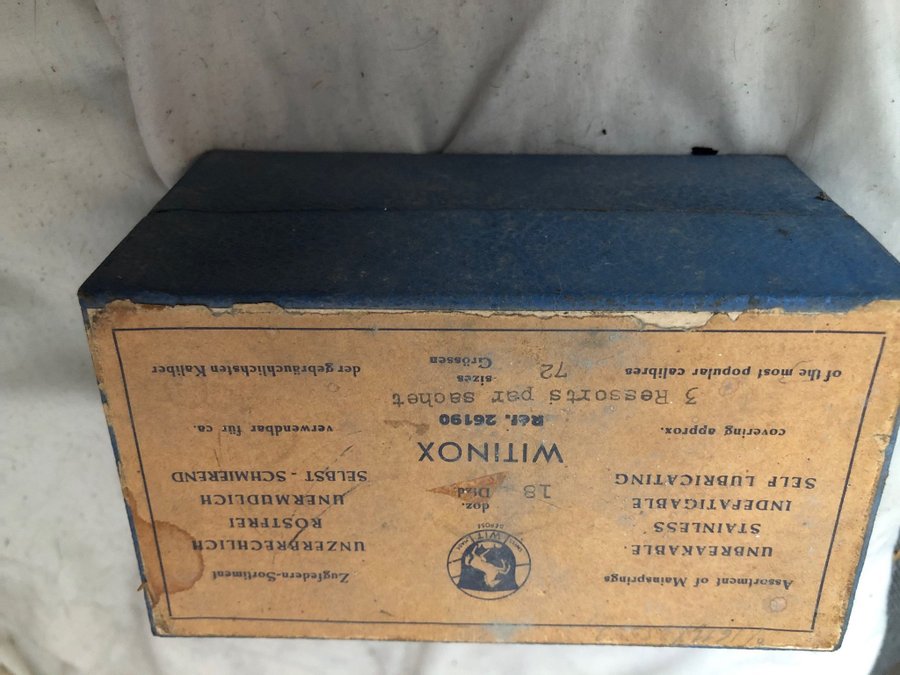 Assortment of Mainsprings Zugfedern-Sortiment
WIT
UNBREAKABLE UNZERBRECHLICH
STAINLESS ROSTFREI
INDEFATIGABLE UNERMÜDLICH
SELF LUBRICATING SELBST-SCHMIEREND
18 doz.
Dtzd
WITINOX
covering approx. Réf. 26190 verwendbar für ca.
3 Ressorts par sachet
of the most popular calibres 72 sizes der gebräuchlichsten Kaliber
Grössen